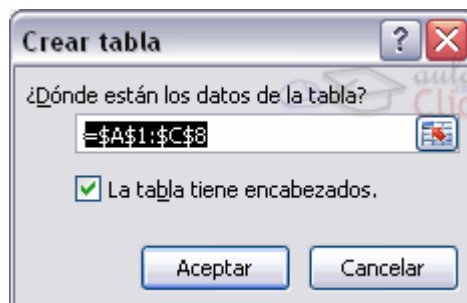 Crear tabla
¿Dónde están los datos de la tabla?
=$A$1:$C$8
La tabla tiene encabezados.
Aceptar
Cancelar